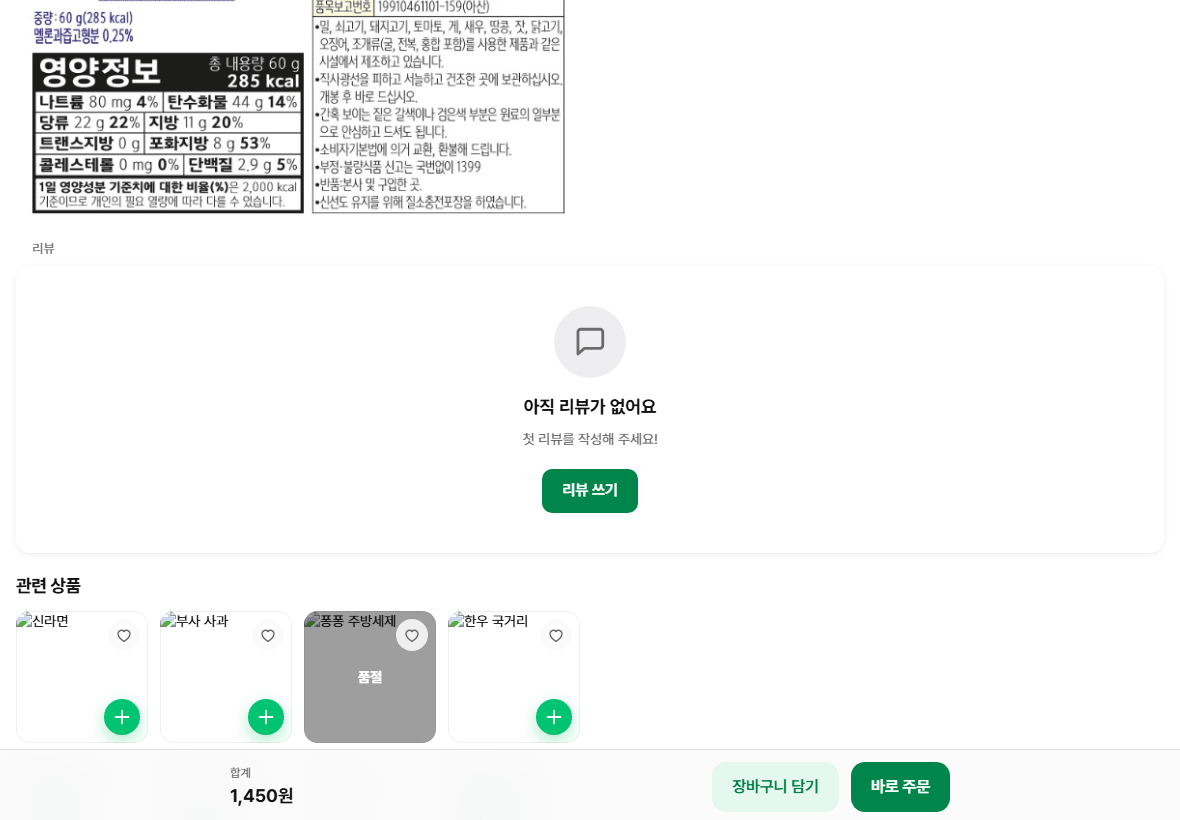 중량: 60 g(285 kcal)
멜론과즙고형분 0.25%
영양정보
총 내용량 60 g
285 kcal
나트륨 80 mg 4% 탄수화물 44 g 14%
당류 22 g 22% 지방 11 g 20%
트랜스지방 0 g 포화지방 8 g 53%
콜레스테롤 0 mg 0% 단백질 2.9 g 5%
1일 영양성분 기준치에 대한 비율(%)은 2,000 kcal
기준이므로 개인의 필요 열량에 따라 다를 수 있습니다.
품목보고번호 19910461101-159(아산)
•밀, 쇠고기, 돼지고기, 토마토, 게, 새우, 땅콩, 잣, 닭고기,
오징어, 조개류(굴, 전복, 홍합 포함)를 사용한 제품과 같은
시설에서 제조하고 있습니다.
•직사광선을 피하고 서늘하고 건조한 곳에 보관하십시오.
개봉 후 바로 드십시오.
•간혹 보이는 짙은 갈색이나 검은색 부분은 원료의 일부분
으로 안심하고 드셔도 됩니다.
•소비자기본법에 의거 교환, 환불해 드립니다.
•부정·불량식품 신고는 국번없이 1399
•반품:본사 및 구입한 곳.
•신선도 유지를 위해 질소충전포장을 하였습니다.
리뷰
아직 리뷰가 없어요
첫 리뷰를 작성해 주세요!
리뷰 쓰기
관련 상품
신라면
부사 사과
퐁퐁 주방세제
한우 국거리
품절
합계
1,450원
장바구니 담기
바로 주문